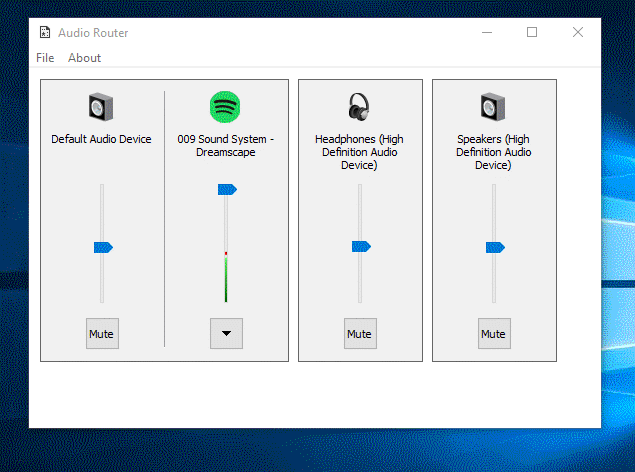 Audio Router
File About
Default Audio Device
009 Sound System -
Dreamscape
Headphones (High
Definition Audio
Device)
Speakers (High
Definition Audio
Device)
Mute
Mute
Mute